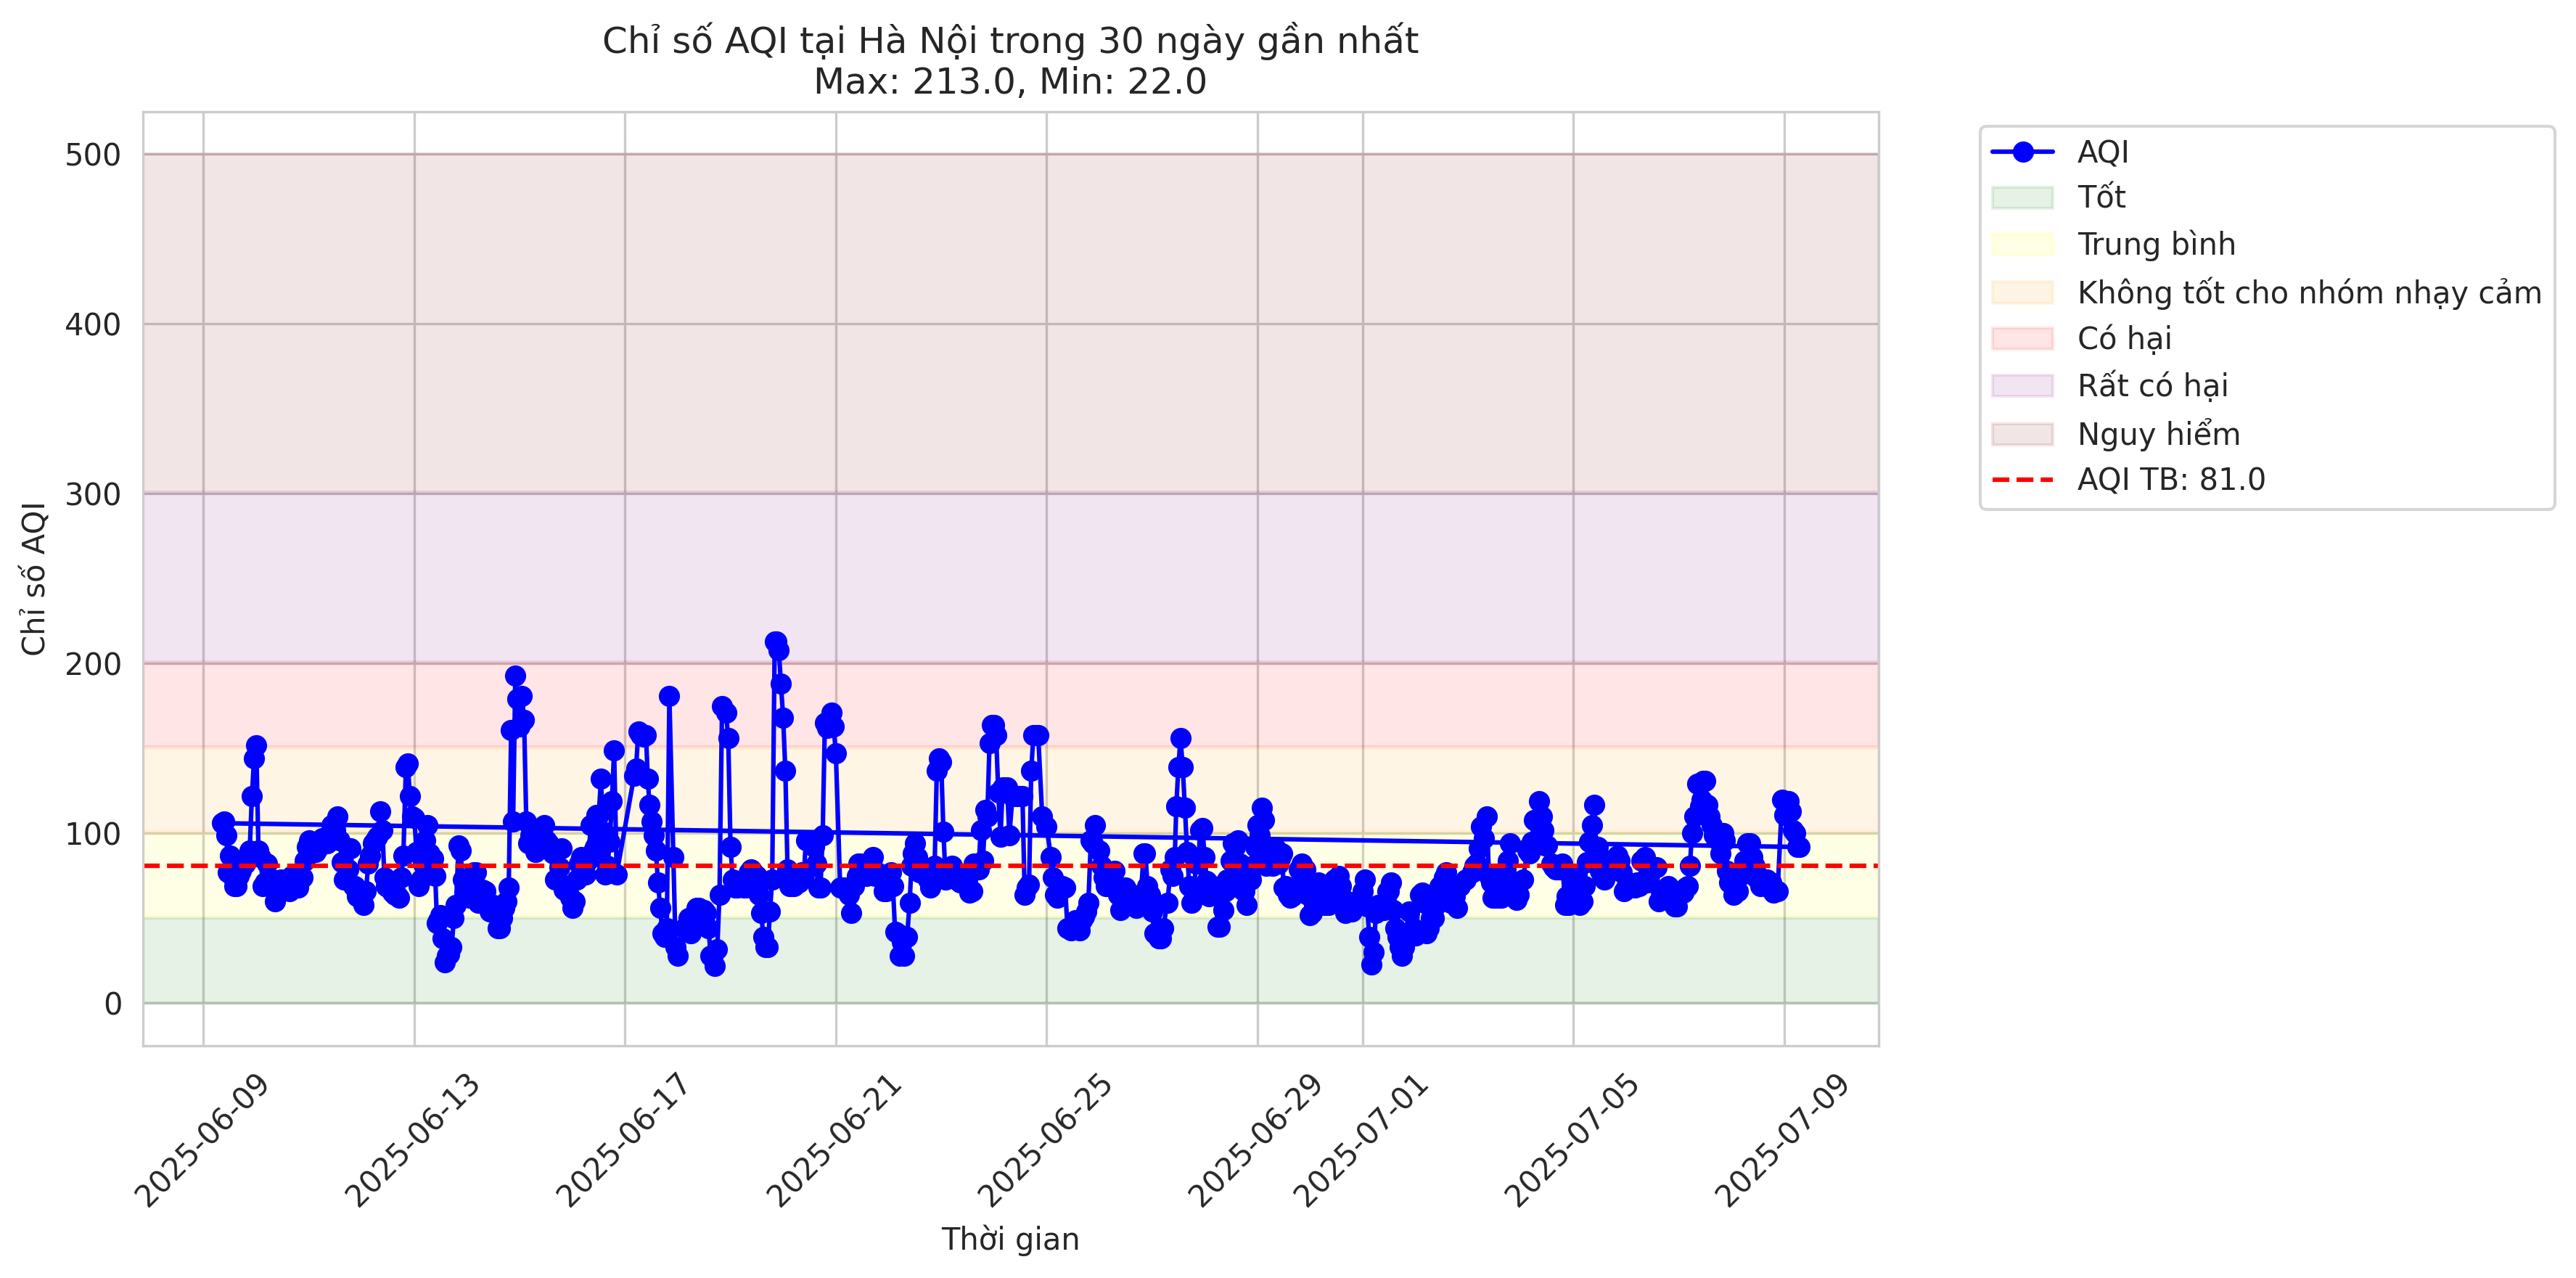 Chỉ số AQI tại Hà Nội trong 30 ngày gần nhất
Max: 213.0, Min: 22.0
Chỉ số AQI
500
400
300
200
100
0
2025-06-09
2025-06-13
2025-06-17
2025-06-21
2025-06-25
2025-06-29
2025-07-01
2025-07-05
2025-07-09
Thời gian
AQI
Tốt
Trung bình
Không tốt cho nhóm nhạy cảm
Có hại
Rất có hại
Nguy hiểm
AQI TB: 81.0